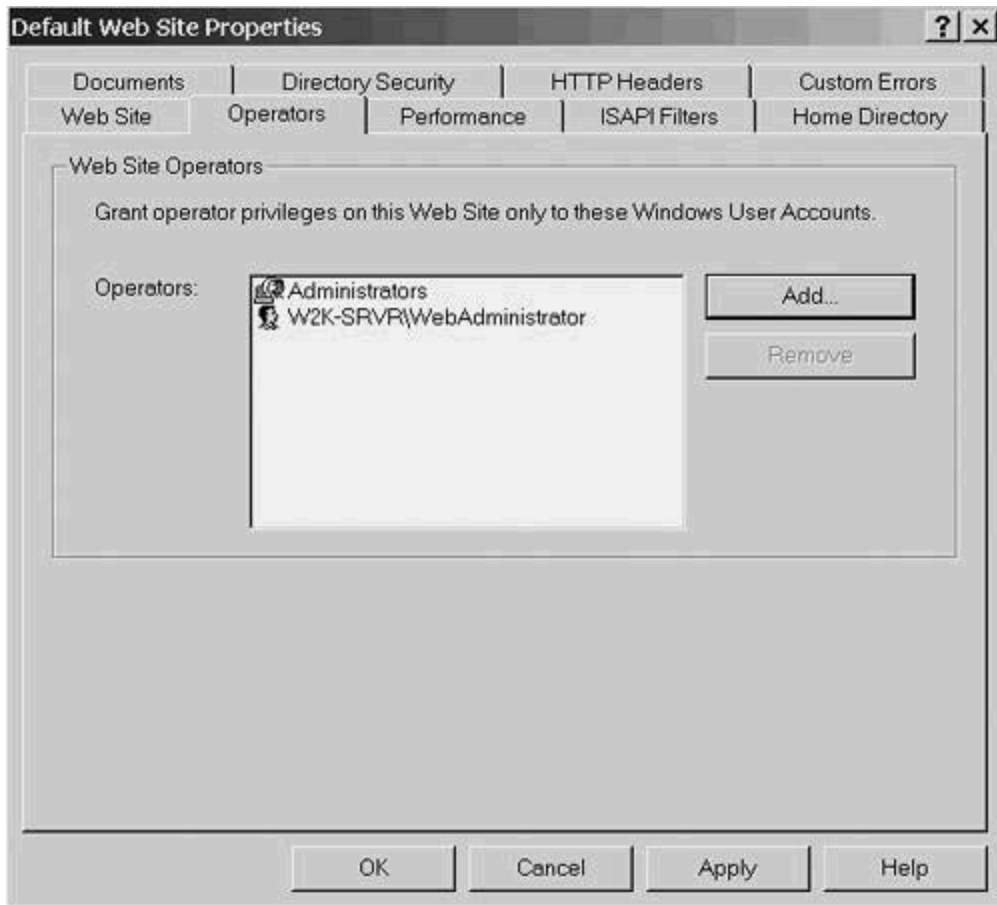 Default Web Site Properties
? ×
Documents Directory Security HTTP Headers Custom Errors
Web Site Operators Performance ISAPI Filters Home Directory
Web Site Operators
Grant operator privileges on this Web Site only to these Windows User Accounts.
Operators:
Administrators
W2K-SRVR\WebAdministrator
Add...
Remove
OK Cancel Apply Help